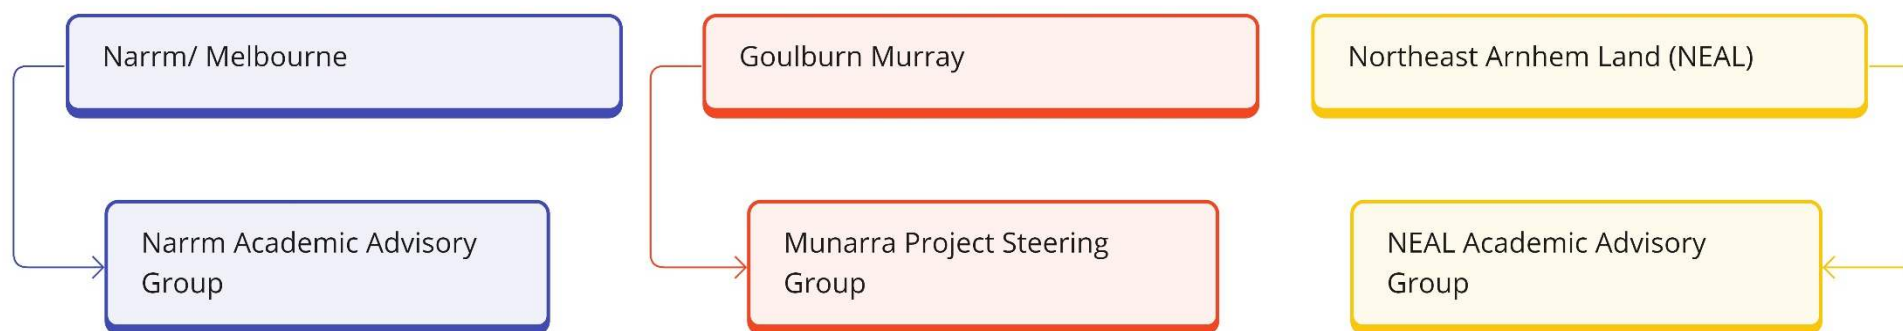 Narrm/ Melbourne
Goulburn Murray
Northeast Arnhem Land (NEAL)
Narrm Academic Advisory
Group
Munarra Project Steering
Group
NEAL Academic Advisory
Group